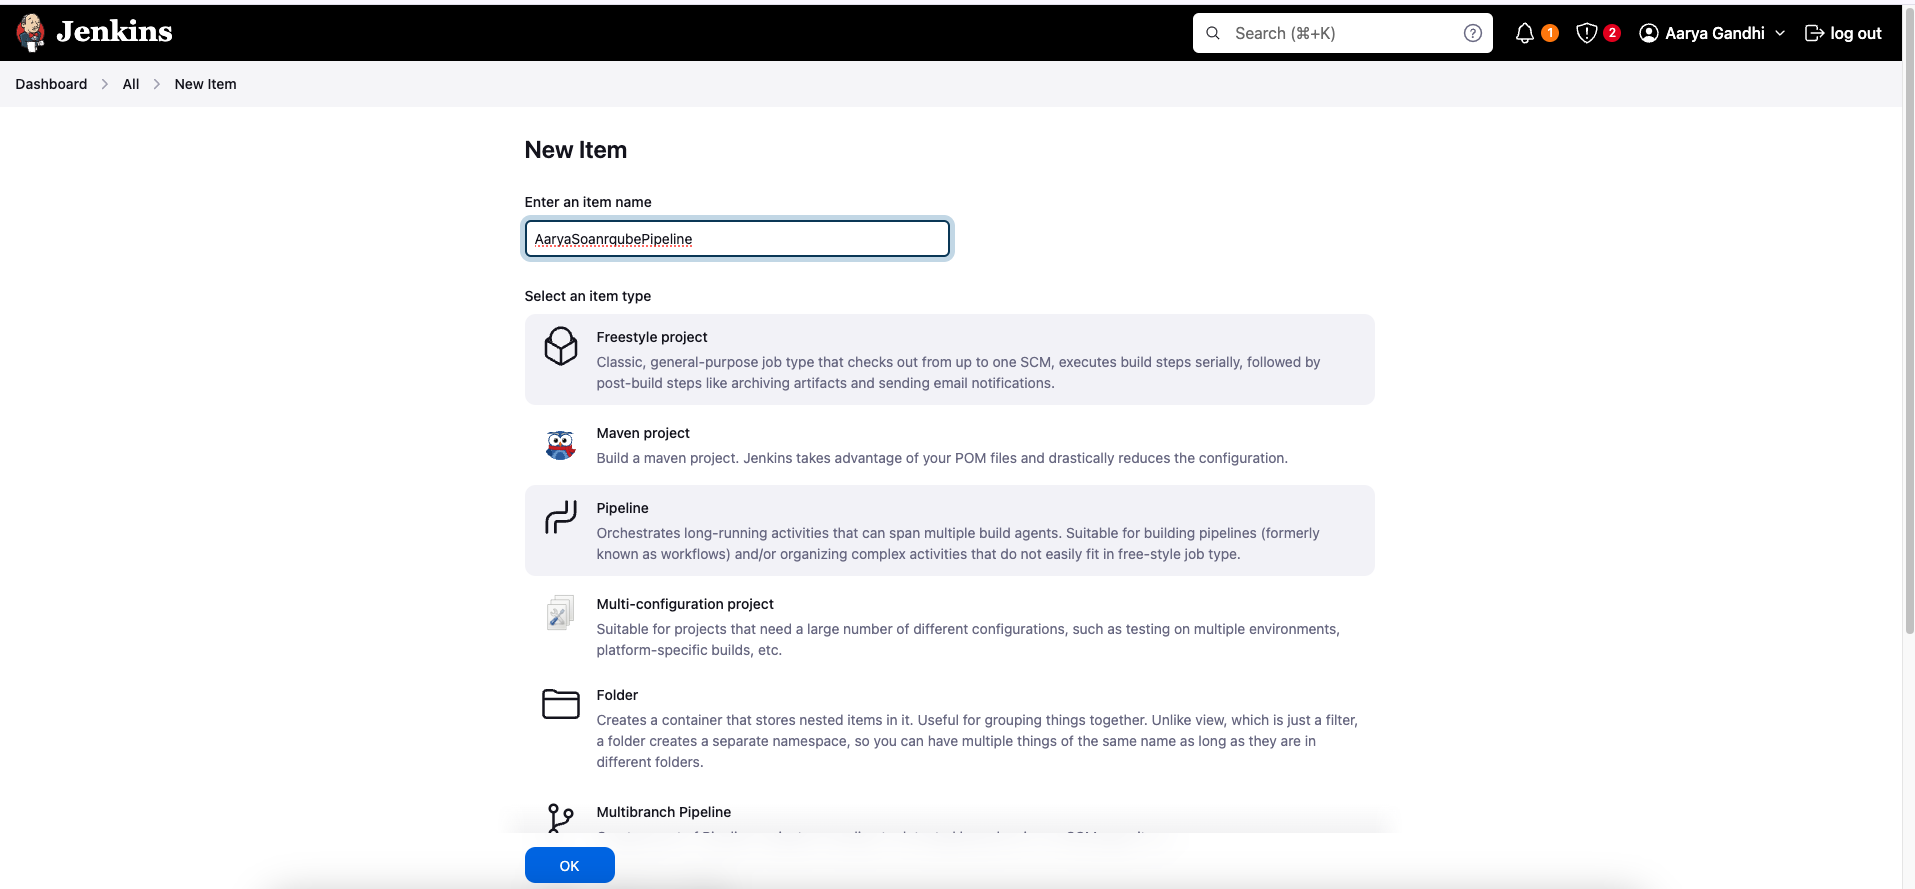 Jenkins
Search (⌘+K)
?
1
2
Aarya Gandhi
log out
Dashboard
All
New Item
New Item
Enter an item name
AaryaSoanrqubePipeline
Select an item type
Freestyle project
Classic, general-purpose job type that checks out from up to one SCM, executes build steps serially, followed by
post-build steps like archiving artifacts and sending email notifications.
Maven project
Build a maven project. Jenkins takes advantage of your POM files and drastically reduces the configuration.
Pipeline
Orchestrates long-running activities that can span multiple build agents. Suitable for building pipelines (formerly
known as workflows) and/or organizing complex activities that do not easily fit in free-style job type.
Multi-configuration project
Suitable for projects that need a large number of different configurations, such as testing on multiple environments,
platform-specific builds, etc.
Folder
Creates a container that stores nested items in it. Useful for grouping things together. Unlike view, which is just a filter,
a folder creates a separate namespace, so you can have multiple things of the same name as long as they are in
different folders.
Multibranch Pipeline
OK